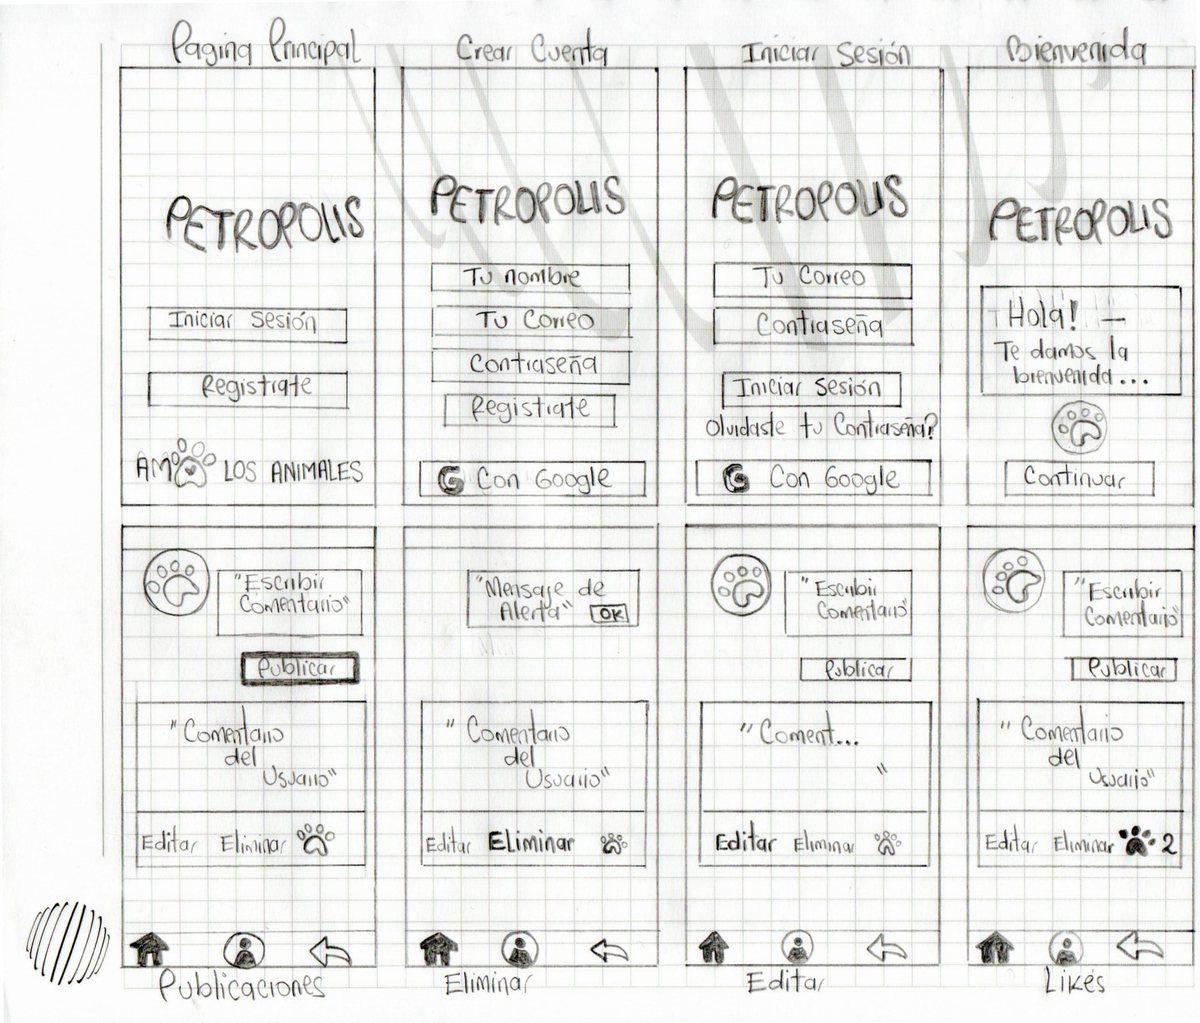 Pagina Principal
Crear Cuenta
Iniciar Sesión
Bienvenida
PETROPOLIS
Iniciar Sesión
Registrate
AMO LOS ANIMALES
PETROPOLIS
Tu nombre
Tu Correo
Contraseña
Registrate
G Con Google
PETROPOLIS
Tu Correo
Contraseña
Iniciar Sesión
Olvidaste tu Contraseña?
G Con Google
PETROPOLIS
¡Hola! —
Te damos la
bienvenida...
Continuar
"Escribir
Comentario"
Publicar
"Comentario
del
Usuario"
Editar Eliminar
Publicaciones
"Mensaje de
Alerta" OK
"Comentario
del
Usuario"
Editar Eliminar
Eliminar
"Escribir
Comentario"
Publicar
"Coment...
"
Editar Eliminar
Editar
"Escribir
Comentario"
Publicar
"Comentario
del
Usuario"
Editar Eliminar 2
Likes